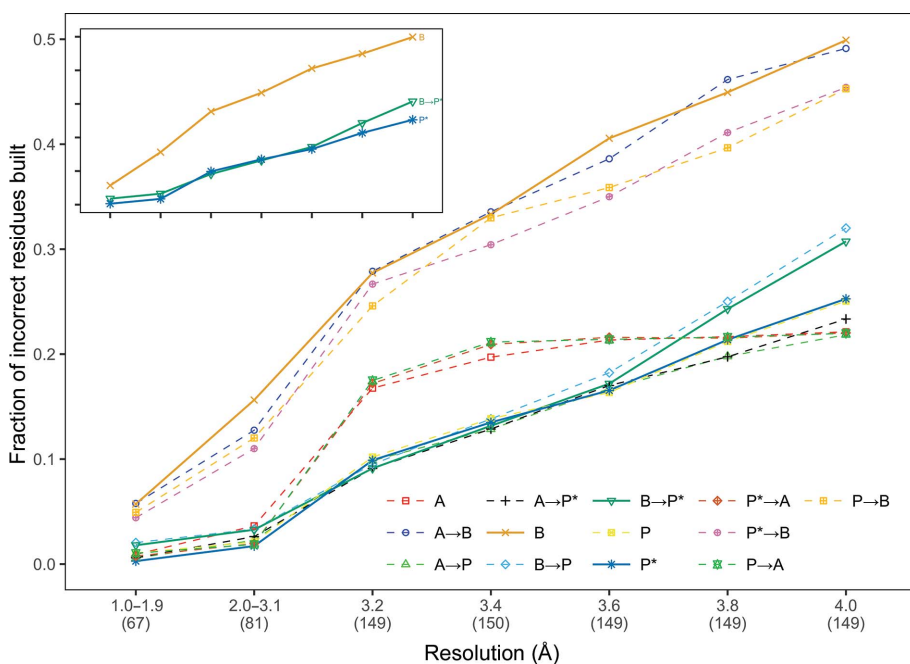 0.5
0.4
0.3
0.2
0.1
0.0
Fraction of incorrect residues built
B
B→P*
P*
A
A→P*
B→P*
P*→A
P→B
A→B
B
P
P*→B
A→P
B→P
P*
P→A
1.0–1.9
(67)
2.0–3.1
(81)
3.2
(149)
3.4
(150)
3.6
(149)
3.8
(149)
4.0
(149)
Resolution (Å)